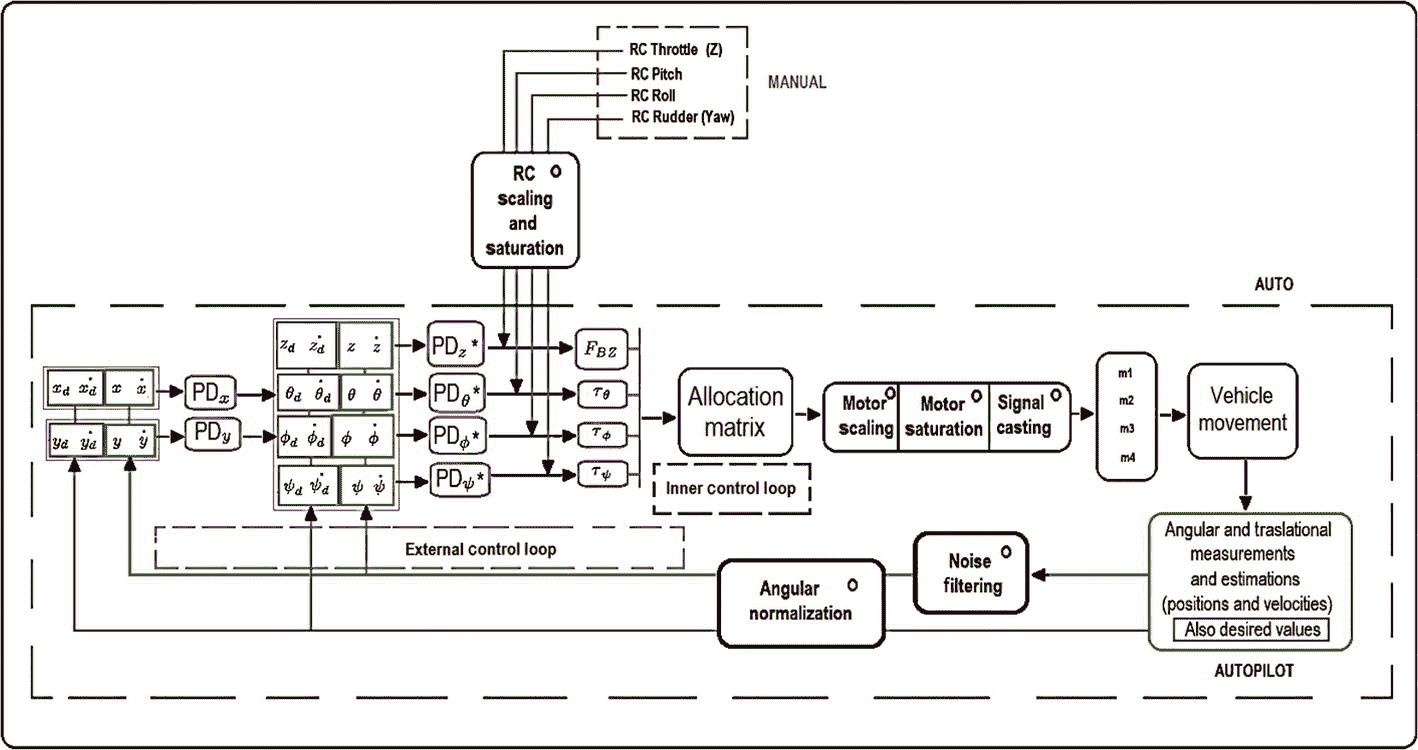 RC Throttle (Z)
RC Pitch
RC Roll
RC Rudder (Yaw)
MANUAL
RC
scaling
and
saturation
AUTO
z_d ż_d z ż
PD_z*
F_{BZ}
x_d ẋ_d x ẋ
PD_x
θ_d θ̇_d θ θ̇
PD_θ*
τ_θ
y_d ẏ_d y ẏ
PD_y
ϕ_d ϕ̇_d ϕ ϕ̇
PD_ϕ*
τ_ϕ
ψ_d ψ̇_d ψ ψ̇
PD_ψ*
τ_ψ
Allocation
matrix
Inner control loop
Motor
scaling
Motor
saturation
Signal
casting
m1
m2
m3
m4
Vehicle
movement
External control loop
Angular
normalization
Noise
filtering
Angular and traslational
measurements
and estimations
(positions and velocities)
Also desired values
AUTOPILOT